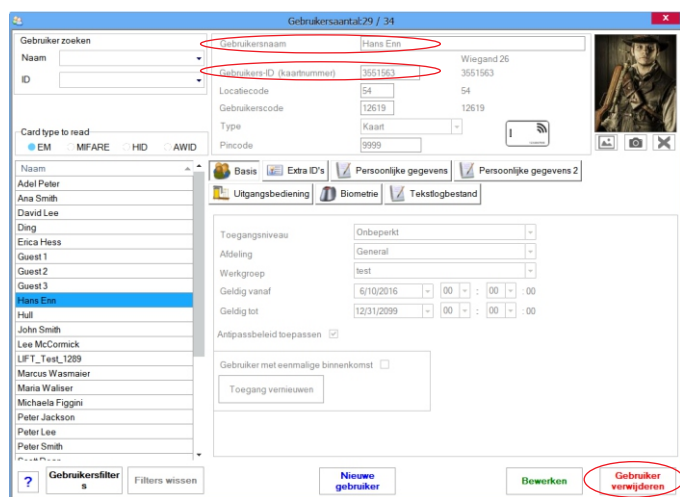 Gebruikersaantal:29 / 34
x
Gebruiker zoeken
Naam
ID
Card type to read
EM MIFARE HID AWID
Gebruikersnaam Hans Enn
Wiegand 26
Gebruikers-ID (kaartnummer) 3551563 3551563
Locatiecode 54 54
Gebruikerscode 12619 12619
Type Kaart
Pincode 9999
Naam
Adel Peter
Ana Smith
David Lee
Ding
Erica Hess
Guest 1
Guest 2
Guest 3
Hans Enn
Hull
John Smith
Lee McCormick
LIFT_Test_1289
Marcus Wasmaier
Maria Waliser
Michaela Figgini
Peter Jackson
Peter Lee
Peter Smith
Basis Extra ID's Persoonlijke gegevens Persoonlijke gegevens 2
Uitgangsbediening Biometrie Tekstlogbestand
Toegangsniveau Onbeperkt
Afdeling General
Werkgroep test
Geldig vanaf 6/10/2016 00 : 00 : 00
Geldig tot 12/31/2099 00 : 00 : 00
Antipassbeleid toepassen
Gebruiker met eenmalige binnenkomst
Toegang vernieuwen
?
Gebruikersfilter
s
Filters wissen
Nieuwe
gebruiker
Bewerken
Gebruiker
verwijderen